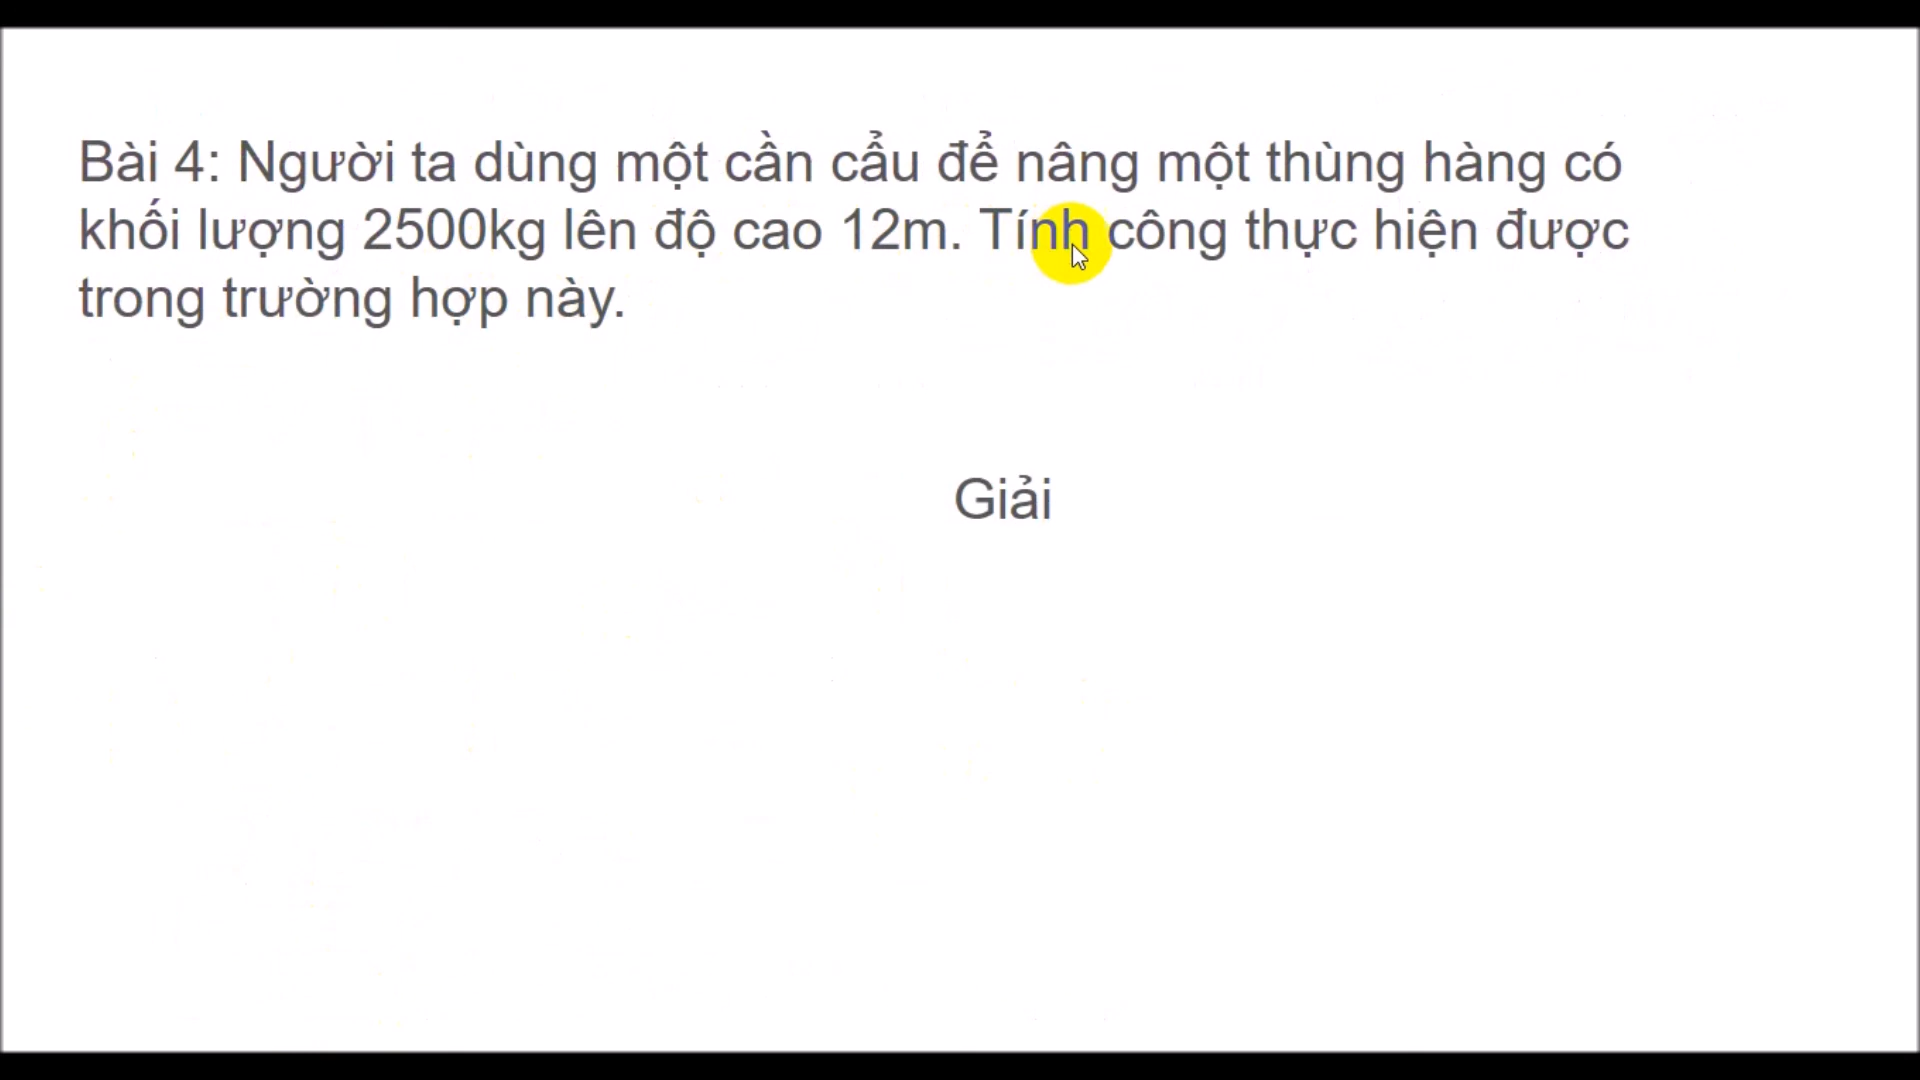 Bài 4: Người ta dùng một cần cẩu để nâng một thùng hàng có
khối lượng 2500kg lên độ cao 12m. Tính công thực hiện được
trong trường hợp này.
Giải